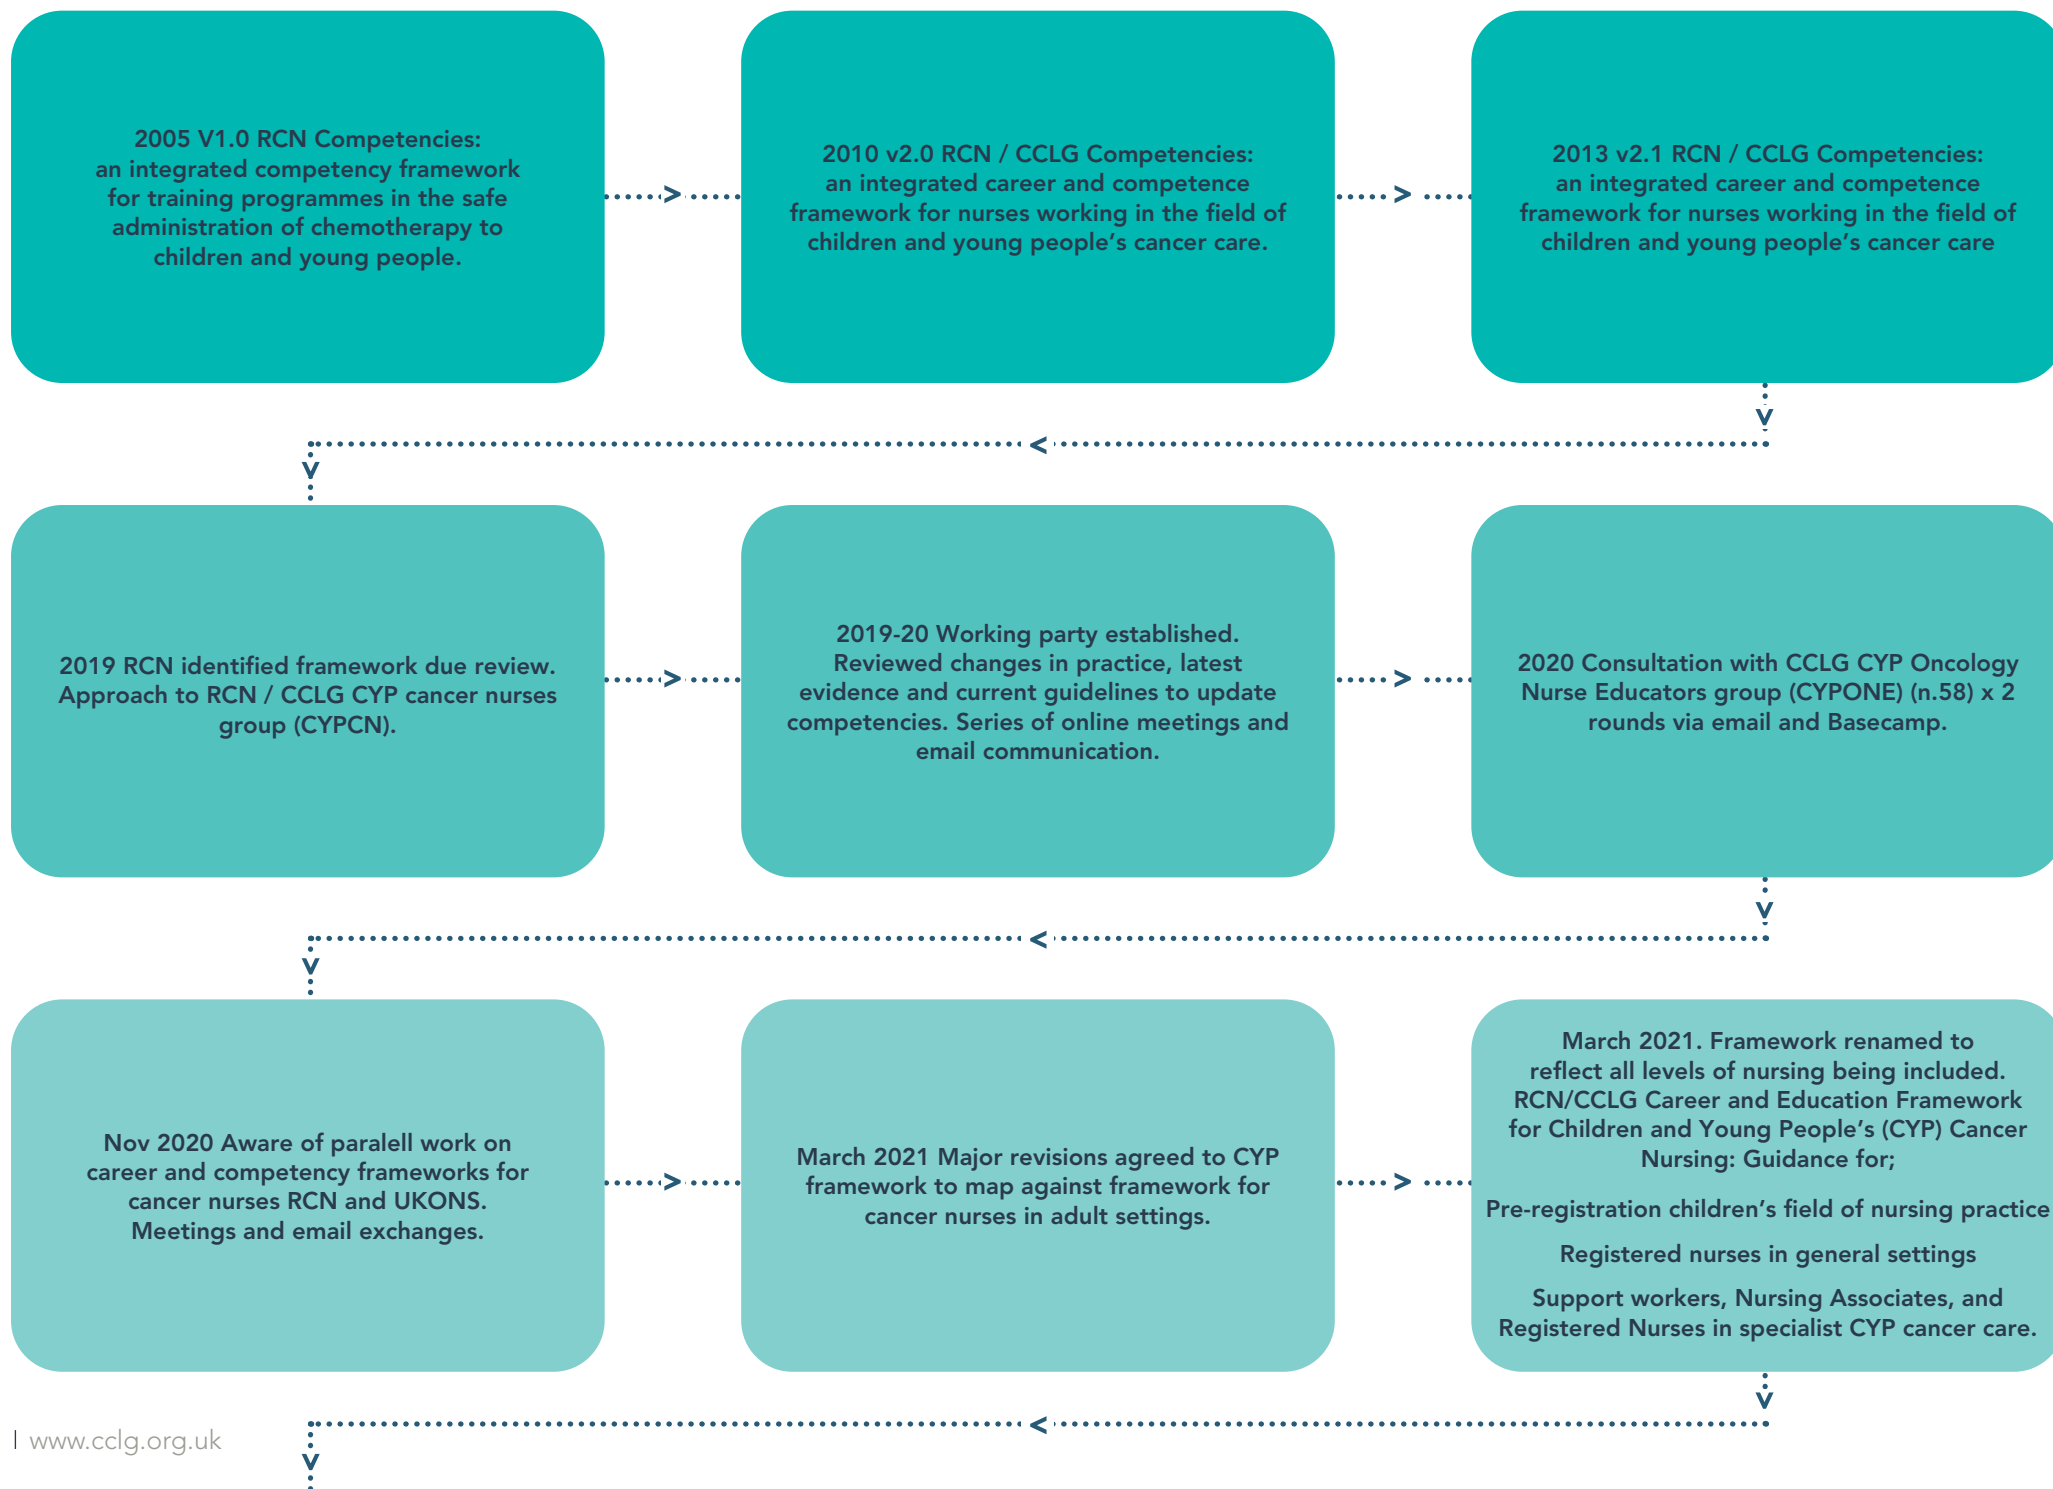 2005 V1.0 RCN Competencies:
an integrated competency framework
for training programmes in the safe
administration of chemotherapy to
children and young people.
2010 v2.0 RCN / CCLG Competencies:
an integrated career and competence
framework for nurses working in the field of
children and young people’s cancer care.
2013 v2.1 RCN / CCLG Competencies:
an integrated career and competence
framework for nurses working in the field of
children and young people’s cancer care
2019 RCN identified framework due review.
Approach to RCN / CCLG CYP cancer nurses
group (CYPCN).
2019-20 Working party established.
Reviewed changes in practice, latest
evidence and current guidelines to update
competencies. Series of online meetings and
email communication.
2020 Consultation with CCLG CYP Oncology
Nurse Educators group (CYPONE) (n.58) x 2
rounds via email and Basecamp.
Nov 2020 Aware of paralell work on
career and competency frameworks for
cancer nurses RCN and UKONS.
Meetings and email exchanges.
March 2021 Major revisions agreed to CYP
framework to map against framework for
cancer nurses in adult settings.
March 2021. Framework renamed to
reflect all levels of nursing being included.
RCN/CCLG Career and Education Framework
for Children and Young People’s (CYP) Cancer
Nursing: Guidance for;
Pre-registration children’s field of nursing practice
Registered nurses in general settings
Support workers, Nursing Associates, and
Registered Nurses in specialist CYP cancer care.
| www.cclg.org.uk